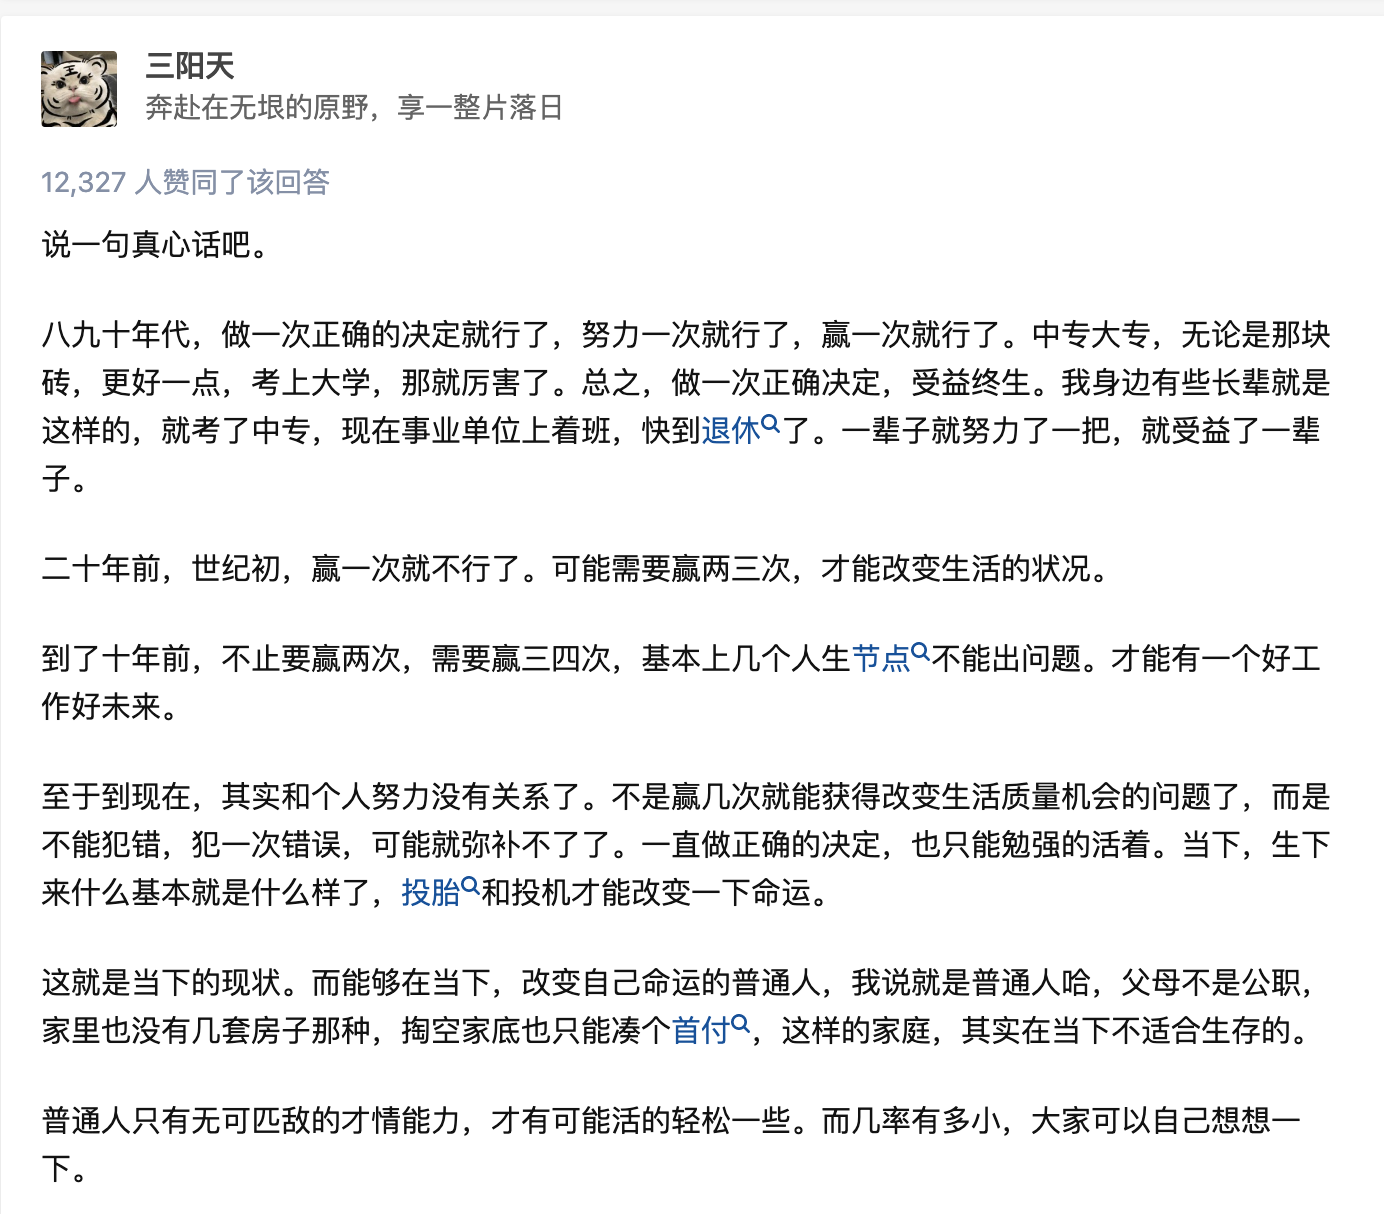 三阳天
奔赴在无垠的原野，享一整片落日
12,327 人赞同了该回答
说一句真心话吧。
八九十年代，做一次正确的决定就行了，努力一次就行了，赢一次就行了。中专大专，无论是那块
砖，更好一点，考上大学，那就厉害了。总之，做一次正确决定，受益终生。我身边有些长辈就是
这样的，就考了中专，现在事业单位上着班，快到退休了。一辈子就努力了一把，就受益了一辈
子。
二十年前，世纪初，赢一次就不行了。可能需要赢两三次，才能改变生活的状况。
到了十年前，不止要赢两次，需要赢三四次，基本上几个人生节点不能出问题。才能有一个好工
作好未来。
至于到现在，其实和个人努力没有关系了。不是赢几次就能获得改变生活质量机会的问题了，而是
不能犯错，犯一次错误，可能就弥补不了了。一直做正确的决定，也只能勉强的活着。当下，生下
来什么基本就是什么样了，投胎和投机才能改变一下命运。
这就是当下的现状。而能够在当下，改变自己命运的普通人，我说就是普通人哈，父母不是公职，
家里也没有几套房子那种，掏空家底也只能凑个首付，这样的家庭，其实在当下不适合生存的。
普通人只有无可匹敌的才情能力，才有可能活的轻松一些。而几率有多小，大家可以自己想想一
下。